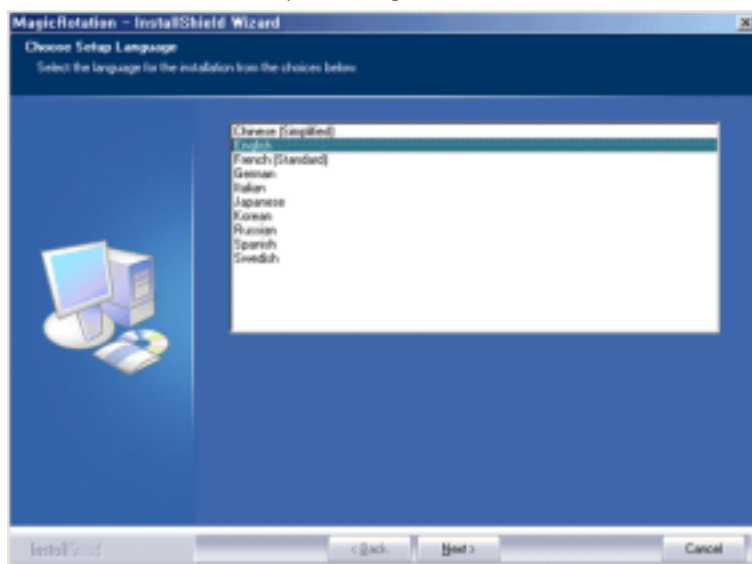 MagicRotation - InstallShield Wizard
Choose Setup Language
Select the language for the installation from the choices below.
Chinese (Simplified)
English
French (Standard)
German
Italian
Japanese
Korean
Russian
Spanish
Swedish
InstallShield
< Back
Next >
Cancel